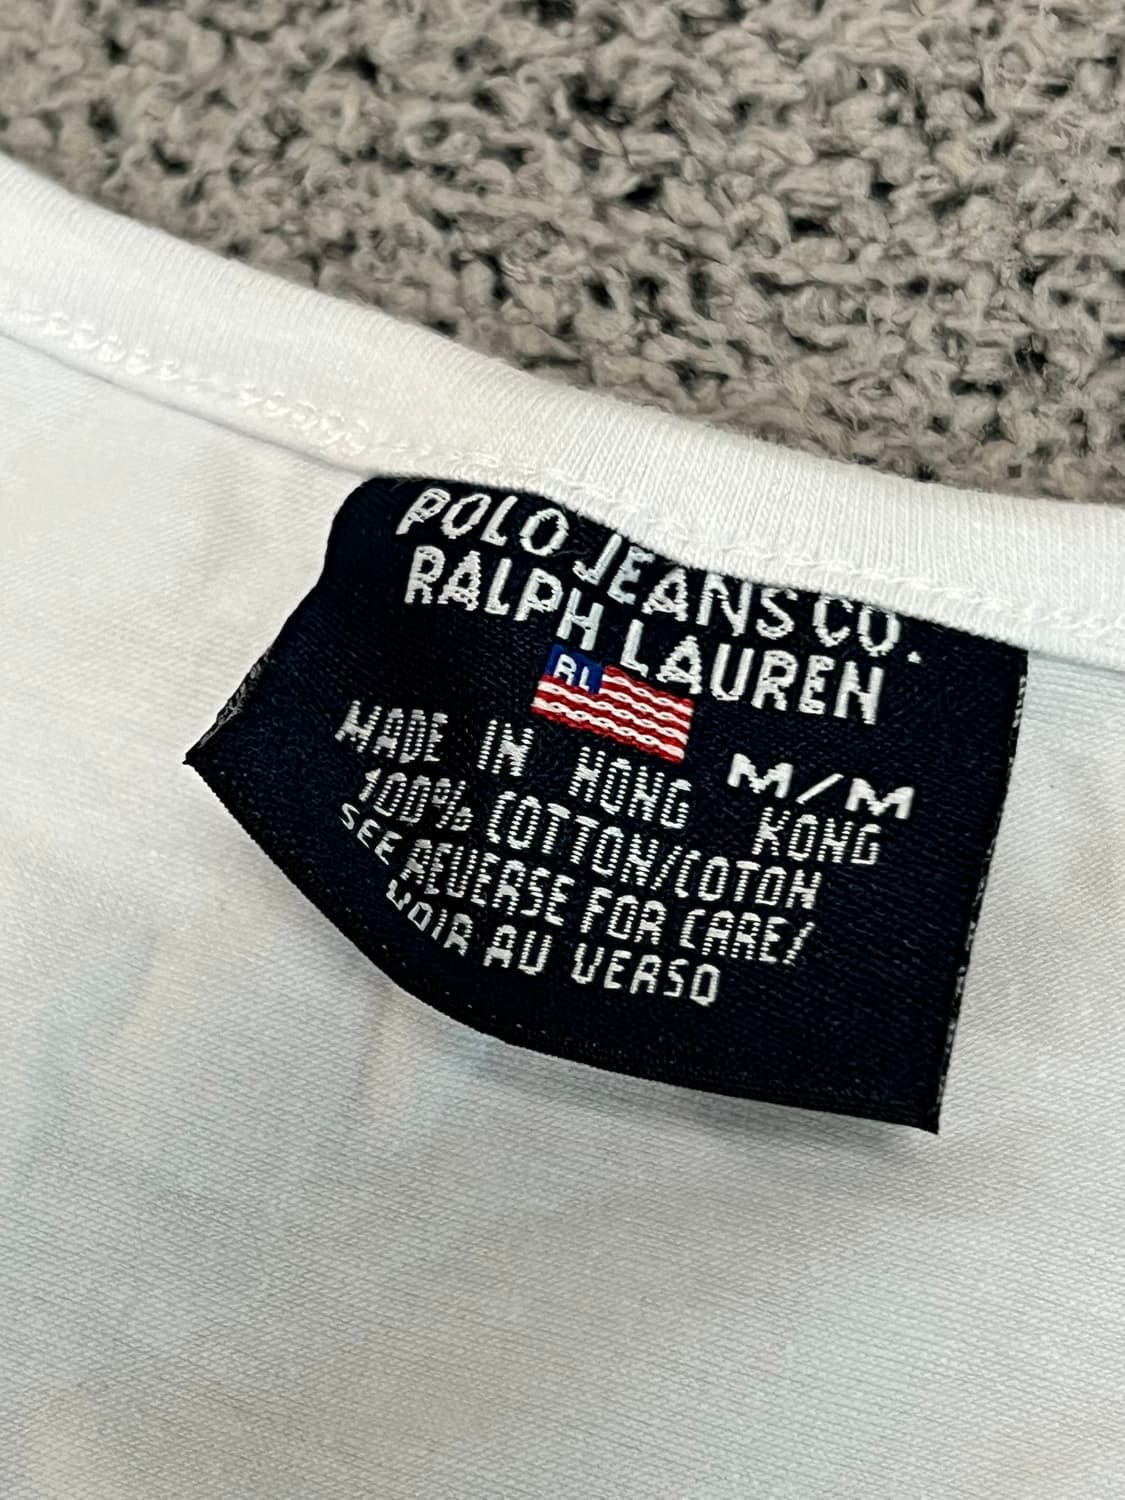 POLO JEANS CO.
RALPH LAUREN
RL
M/M
MADE IN HONG KONG
100% COTTON/COTON
SEE REVERSE FOR CARE/
VOIR AU VERSO